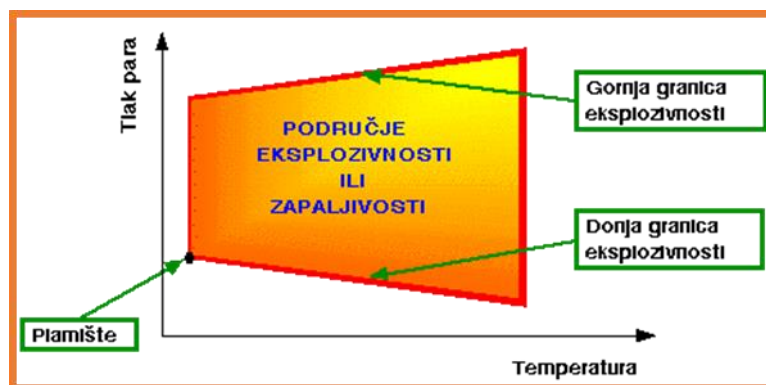 Tlak para
Gornja granica
eksplozivnosti
PODRUČJE
EKSPLOZIVNOSTI
ILI
ZAPALJIVOSTI
Donja granica
eksplozivnosti
Plamište
Temperatura